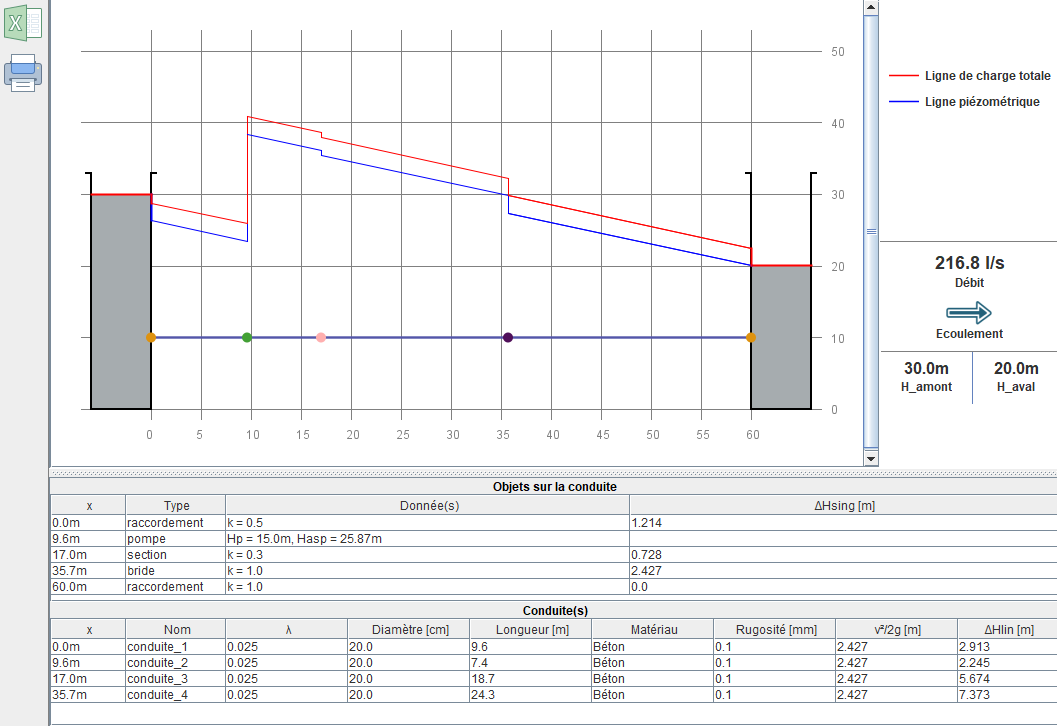 X
50
40
30
20
10
0
0 5 10 15 20 25 30 35 40 45 50 55 60
Ligne de charge totale
Ligne piézométrique
216.8 l/s
Débit
Ecoulement
30.0m 20.0m
H_amont H_aval
Objets sur la conduite
x Type Donnée(s) ΔHsing [m]
0.0m raccordement k = 0.5 1.214
9.6m pompe Hp = 15.0m, Hasp = 25.87m
17.0m section k = 0.3 0.728
35.7m bride k = 1.0 2.427
60.0m raccordement k = 1.0 0.0
Conduite(s)
x Nom λ Diamètre [cm] Longueur [m] Matériau Rugosité [mm] v²/2g [m] ΔHlin [m]
0.0m conduite_1 0.025 20.0 9.6 Béton 0.1 2.427 2.913
9.6m conduite_2 0.025 20.0 7.4 Béton 0.1 2.427 2.245
17.0m conduite_3 0.025 20.0 18.7 Béton 0.1 2.427 5.674
35.7m conduite_4 0.025 20.0 24.3 Béton 0.1 2.427 7.373